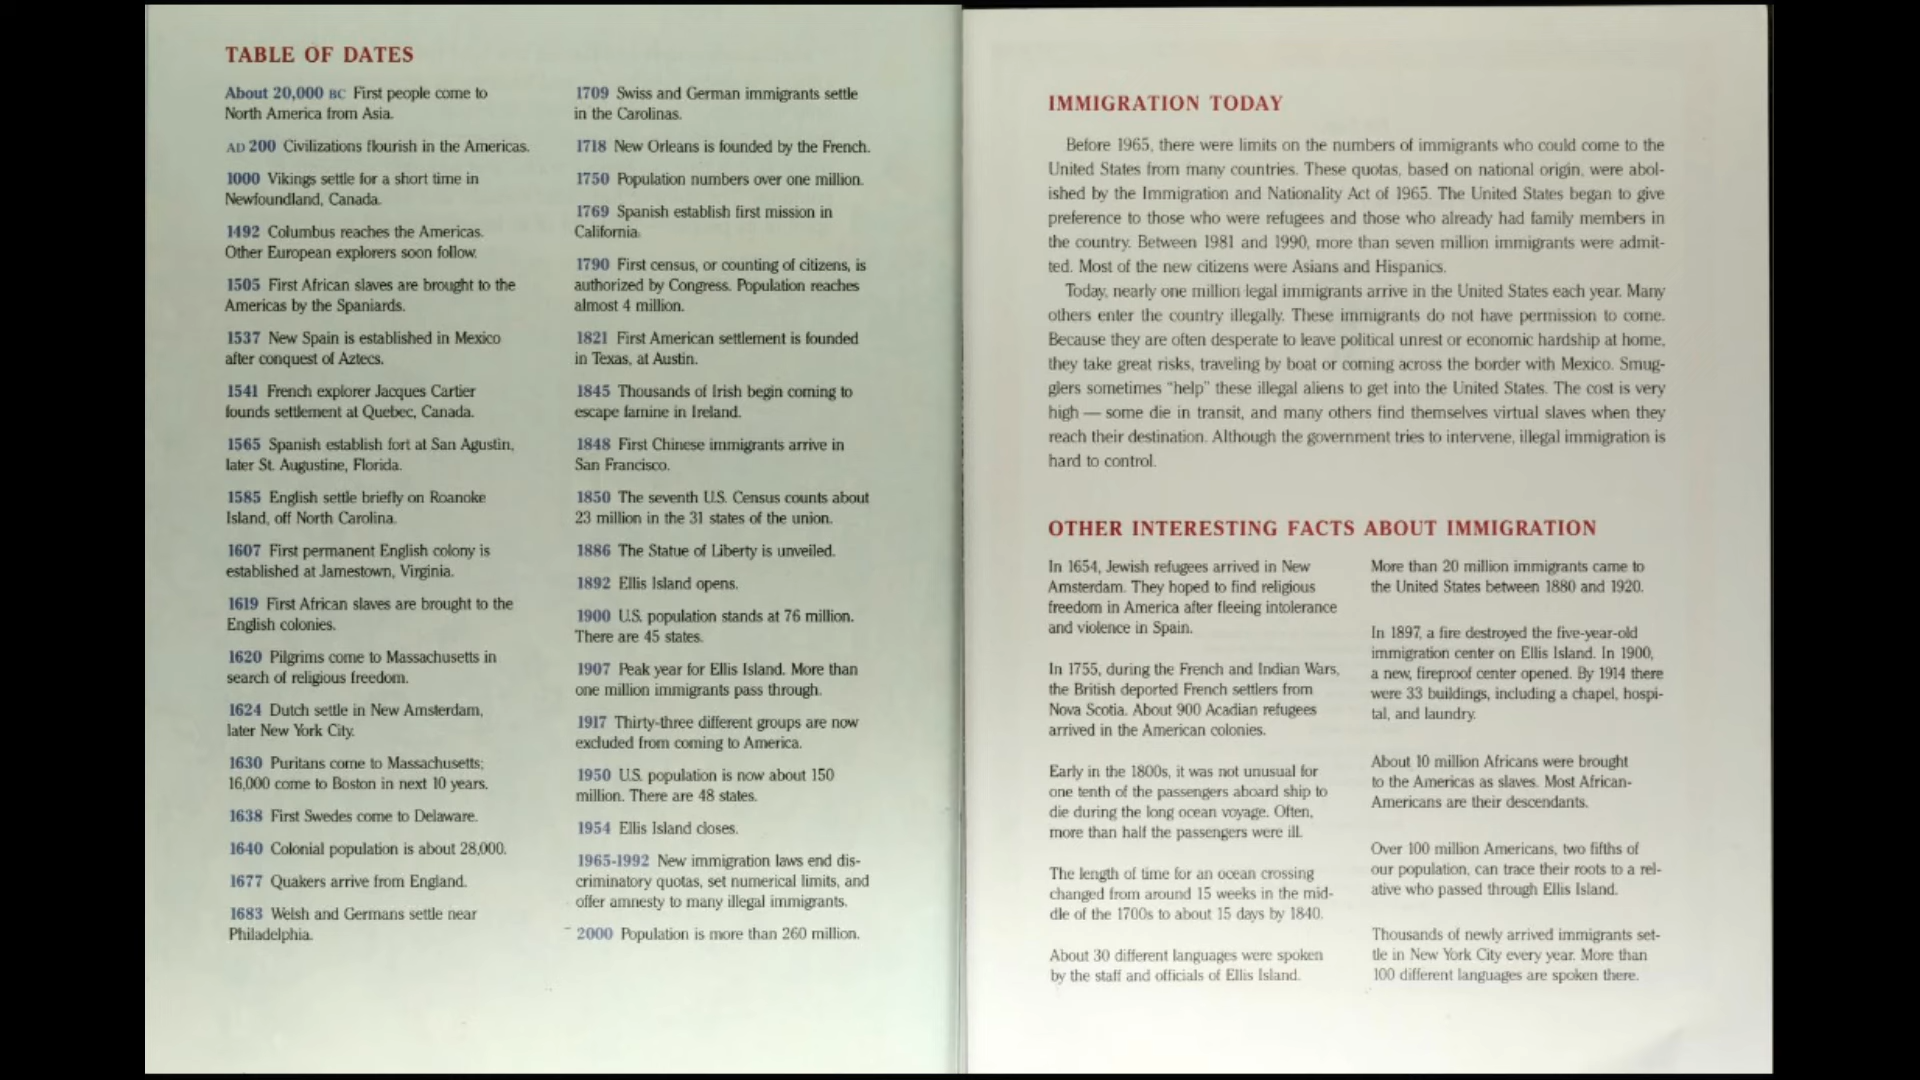 TABLE OF DATES
About 20,000 BC First people come to
North America from Asia.
AD 200 Civilizations flourish in the Americas.
1000 Vikings settle for a short time in
Newfoundland, Canada.
1492 Columbus reaches the Americas.
Other European explorers soon follow.
1505 First African slaves are brought to the
Americas by the Spaniards.
1537 New Spain is established in Mexico
after conquest of Aztecs.
1541 French explorer Jacques Cartier
founds settlement at Quebec, Canada.
1565 Spanish establish fort at San Agustin,
later St. Augustine, Florida.
1585 English settle briefly on Roanoke
Island, off North Carolina.
1607 First permanent English colony is
established at Jamestown, Virginia.
1619 First African slaves are brought to the
English colonies.
1620 Pilgrims come to Massachusetts in
search of religious freedom.
1624 Dutch settle in New Amsterdam,
later New York City.
1630 Puritans come to Massachusetts;
16,000 come to Boston in next 10 years.
1638 First Swedes come to Delaware.
1640 Colonial population is about 28,000.
1677 Quakers arrive from England.
1683 Welsh and Germans settle near
Philadelphia.
1709 Swiss and German immigrants settle
in the Carolinas.
1718 New Orleans is founded by the French.
1750 Population numbers over one million.
1769 Spanish establish first mission in
California.
1790 First census, or counting of citizens, is
authorized by Congress. Population reaches
almost 4 million.
1821 First American settlement is founded
in Texas, at Austin.
1845 Thousands of Irish begin coming to
escape famine in Ireland.
1848 First Chinese immigrants arrive in
San Francisco.
1850 The seventh U.S. Census counts about
23 million in the 31 states of the union.
1886 The Statue of Liberty is unveiled.
1892 Ellis Island opens.
1900 U.S. population stands at 76 million.
There are 45 states.
1907 Peak year for Ellis Island. More than
one million immigrants pass through.
1917 Thirty-three different groups are now
excluded from coming to America.
1950 U.S. population is now about 150
million. There are 48 states.
1954 Ellis Island closes.
1965-1992 New immigration laws end dis-
criminatory quotas, set numerical limits, and
offer amnesty to many illegal immigrants.
2000 Population is more than 260 million.
IMMIGRATION TODAY
Before 1965, there were limits on the numbers of immigrants who could come to the
United States from many countries. These quotas, based on national origin, were abol-
ished by the Immigration and Nationality Act of 1965. The United States began to give
preference to those who were refugees and those who already had family members in
the country. Between 1981 and 1990, more than seven million immigrants were admit-
ted. Most of the new citizens were Asians and Hispanics.
Today, nearly one million legal immigrants arrive in the United States each year. Many
others enter the country illegally. These immigrants do not have permission to come.
Because they are often desperate to leave political unrest or economic hardship at home,
they take great risks, traveling by boat or coming across the border with Mexico. Smug-
glers sometimes "help" these illegal aliens to get into the United States. The cost is very
high — some die in transit, and many others find themselves virtual slaves when they
reach their destination. Although the government tries to intervene, illegal immigration is
hard to control.
OTHER INTERESTING FACTS ABOUT IMMIGRATION
In 1654, Jewish refugees arrived in New
Amsterdam. They hoped to find religious
freedom in America after fleeing intolerance
and violence in Spain.
In 1755, during the French and Indian Wars,
the British deported French settlers from
Nova Scotia. About 900 Acadian refugees
arrived in the American colonies.
Early in the 1800s, it was not unusual for
one tenth of the passengers aboard ship to
die during the long ocean voyage. Often,
more than half the passengers were ill.
The length of time for an ocean crossing
changed from around 15 weeks in the mid-
dle of the 1700s to about 15 days by 1840.
About 30 different languages were spoken
by the staff and officials of Ellis Island.
More than 20 million immigrants came to
the United States between 1880 and 1920.
In 1897, a fire destroyed the five-year-old
immigration center on Ellis Island. In 1900,
a new, fireproof center opened. By 1914 there
were 33 buildings, including a chapel, hospi-
tal, and laundry.
About 10 million Africans were brought
to the Americas as slaves. Most African-
Americans are their descendants.
Over 100 million Americans, two fifths of
our population, can trace their roots to a rel-
ative who passed through Ellis Island.
Thousands of newly arrived immigrants set-
tle in New York City every year. More than
100 different languages are spoken there.